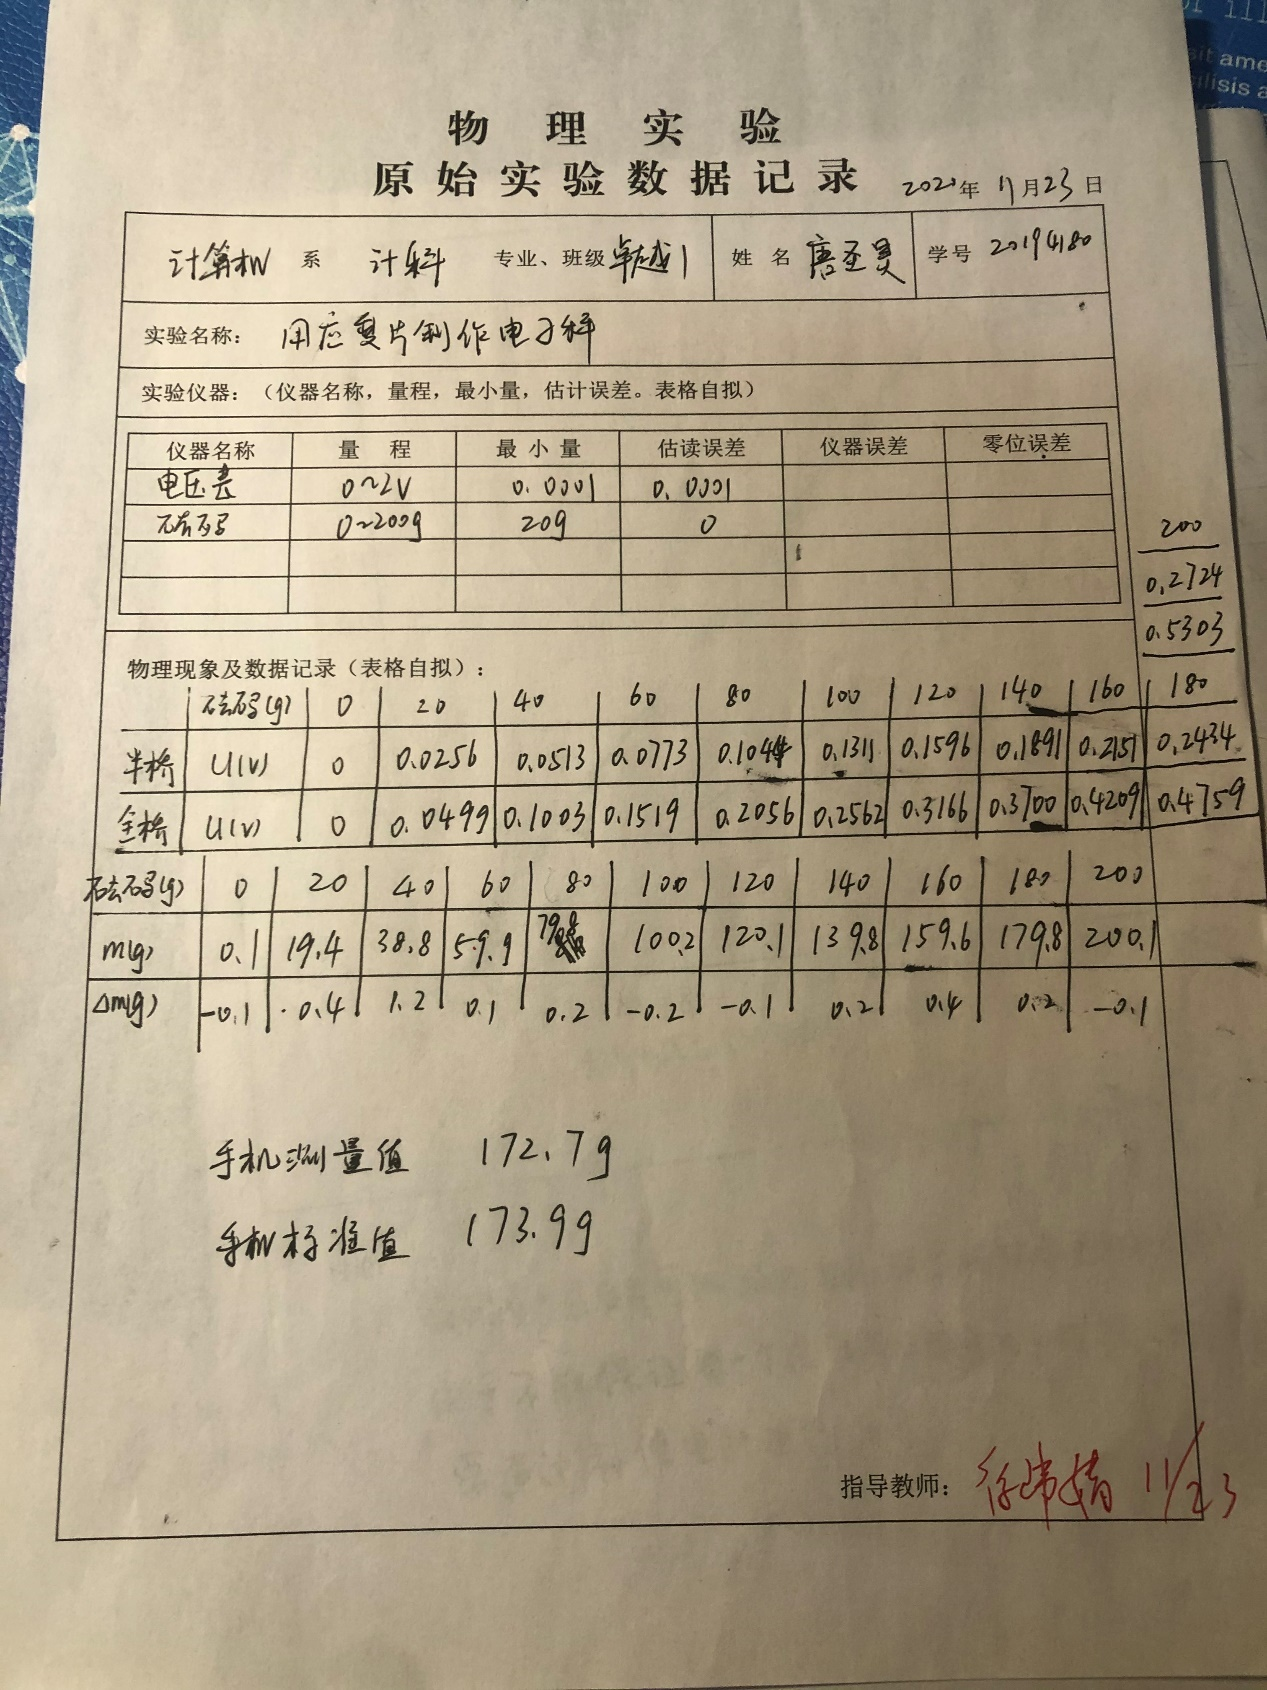 or ill
sit ame
ilisis a
物理实验
原始实验数据记录 2020年 11月23日
计算机 系 计科 专业、班级 卓越1 姓名 唐圣昊 学号 20194180
实验名称: 用应变片制作电子秤
实验仪器:(仪器名称,量程,最小量,估计误差。表格自拟)
仪器名称 量程 最小量 估读误差 仪器误差 零位误差
电压表 0~2V 0.0001 0.0001
砝码 0~200g 20g 0
200
0.2724
0.5303
物理现象及数据记录(表格自拟):
砝码(g) 0 20 40 60 80 100 120 140 160 180
半桥 U(V) 0 0.0256 0.0513 0.0773 0.1044 0.1311 0.1596 0.1891 0.2151 0.2434
全桥 U(V) 0 0.0499 0.1003 0.1519 0.2056 0.2562 0.3166 0.3700 0.4209 0.4759
砝码(g) 0 20 40 60 80 100 120 140 160 180 200
m(g) 0.1 19.4 38.8 59.9 79.8 100.2 120.1 139.8 159.6 179.8 200.1
Δm(g) -0.1 0.4 1.2 0.1 0.2 -0.2 -0.1 0.2 0.4 0.2 -0.1
手机测量值 172.7g
手机标准值 173.9g
指导教师: 11/23